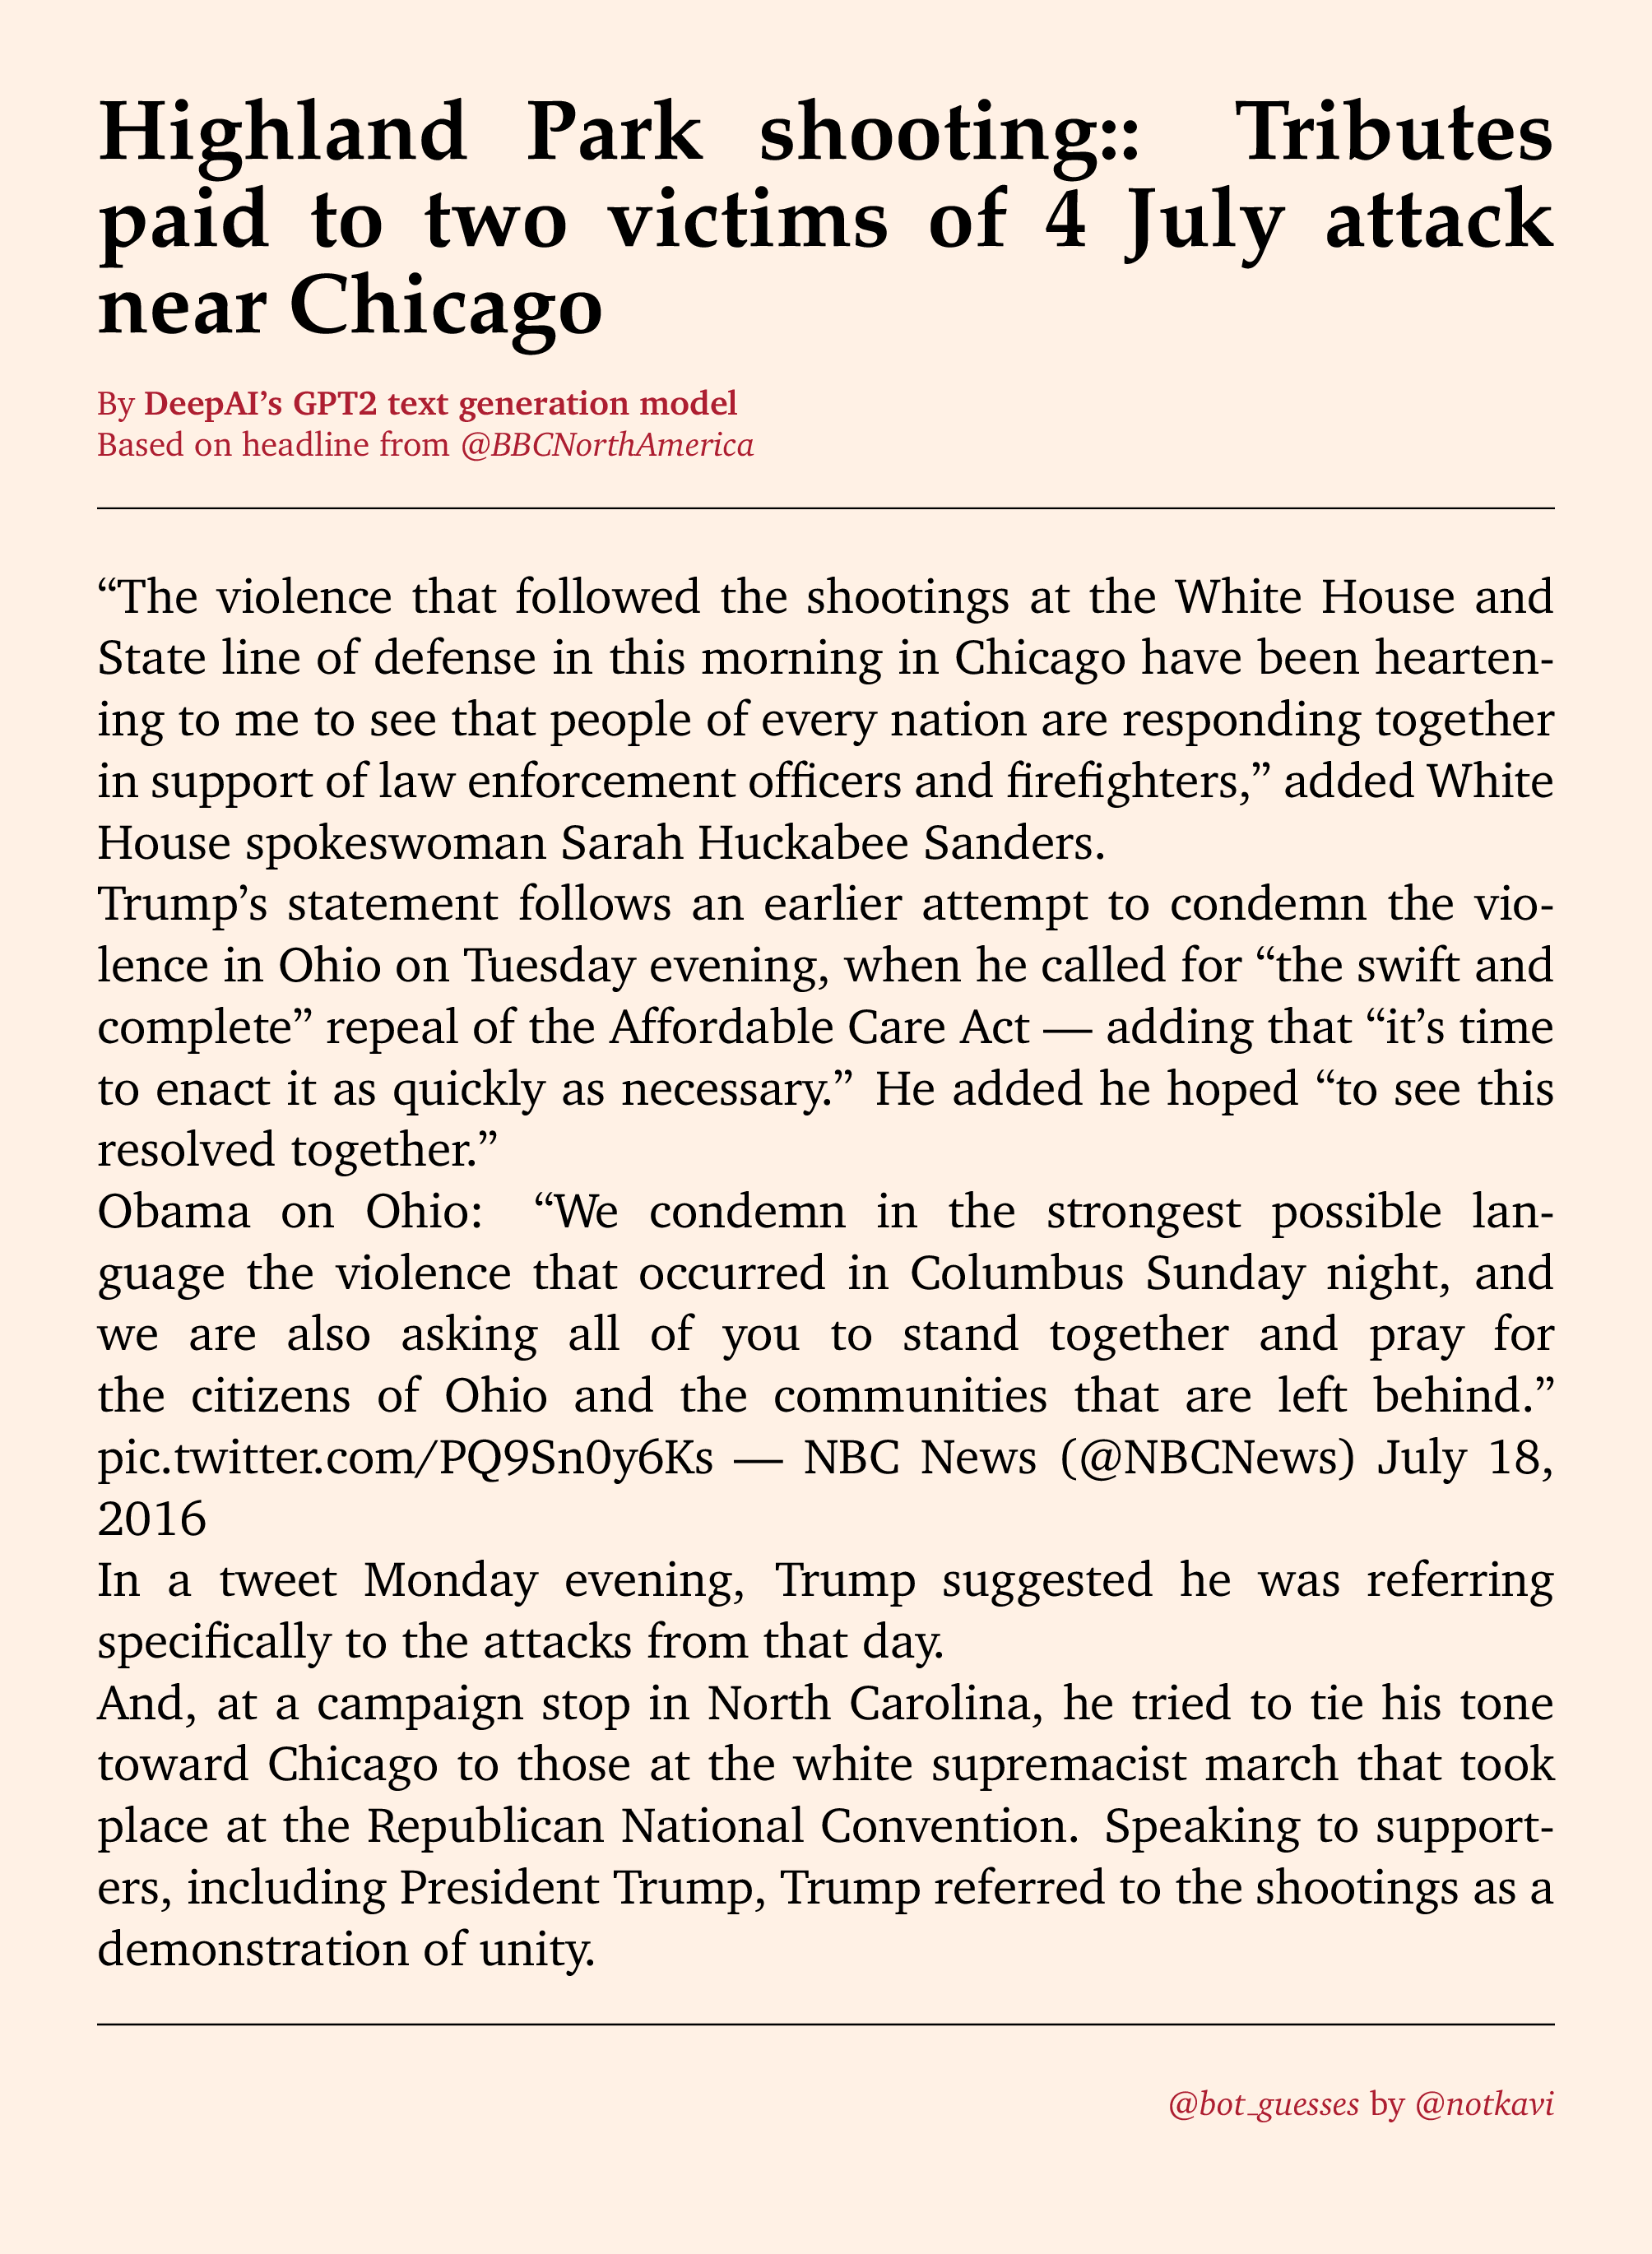 Highland Park shooting:: Tributes
paid to two victims of 4 July attack
near Chicago
By DeepAI’s GPT2 text generation model
Based on headline from @BBCNorthAmerica
“The violence that followed the shootings at the White House and
State line of defense in this morning in Chicago have been hearten-
ing to me to see that people of every nation are responding together
in support of law enforcement officers and firefighters,” added White
House spokeswoman Sarah Huckabee Sanders.
Trump’s statement follows an earlier attempt to condemn the vio-
lence in Ohio on Tuesday evening, when he called for “the swift and
complete” repeal of the Affordable Care Act — adding that “it’s time
to enact it as quickly as necessary.” He added he hoped “to see this
resolved together.”
Obama on Ohio: “We condemn in the strongest possible lan-
guage the violence that occurred in Columbus Sunday night, and
we are also asking all of you to stand together and pray for
the citizens of Ohio and the communities that are left behind.”
pic.twitter.com/PQ9Sn0y6Ks — NBC News (@NBCNews) July 18,
2016
In a tweet Monday evening, Trump suggested he was referring
specifically to the attacks from that day.
And, at a campaign stop in North Carolina, he tried to tie his tone
toward Chicago to those at the white supremacist march that took
place at the Republican National Convention. Speaking to support-
ers, including President Trump, Trump referred to the shootings as a
demonstration of unity.
@bot_guesses by @notkavi